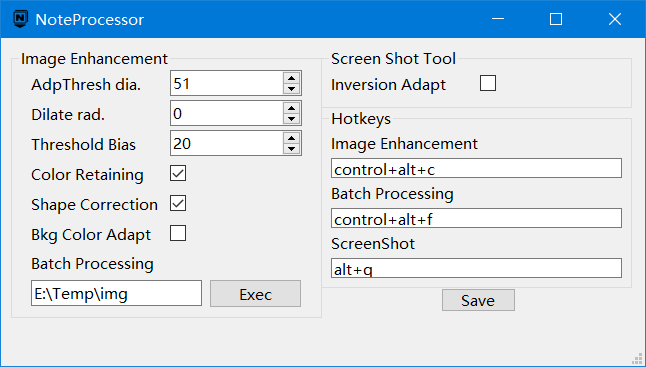 NoteProcessor
Image Enhancement
AdpThresh dia.
51
Dilate rad.
0
Threshold Bias
20
Color Retaining
Shape Correction
Bkg Color Adapt
Batch Processing
E:\Temp\img
Exec
Screen Shot Tool
Inversion Adapt
Hotkeys
Image Enhancement
control+alt+c
Batch Processing
control+alt+f
ScreenShot
alt+q
Save